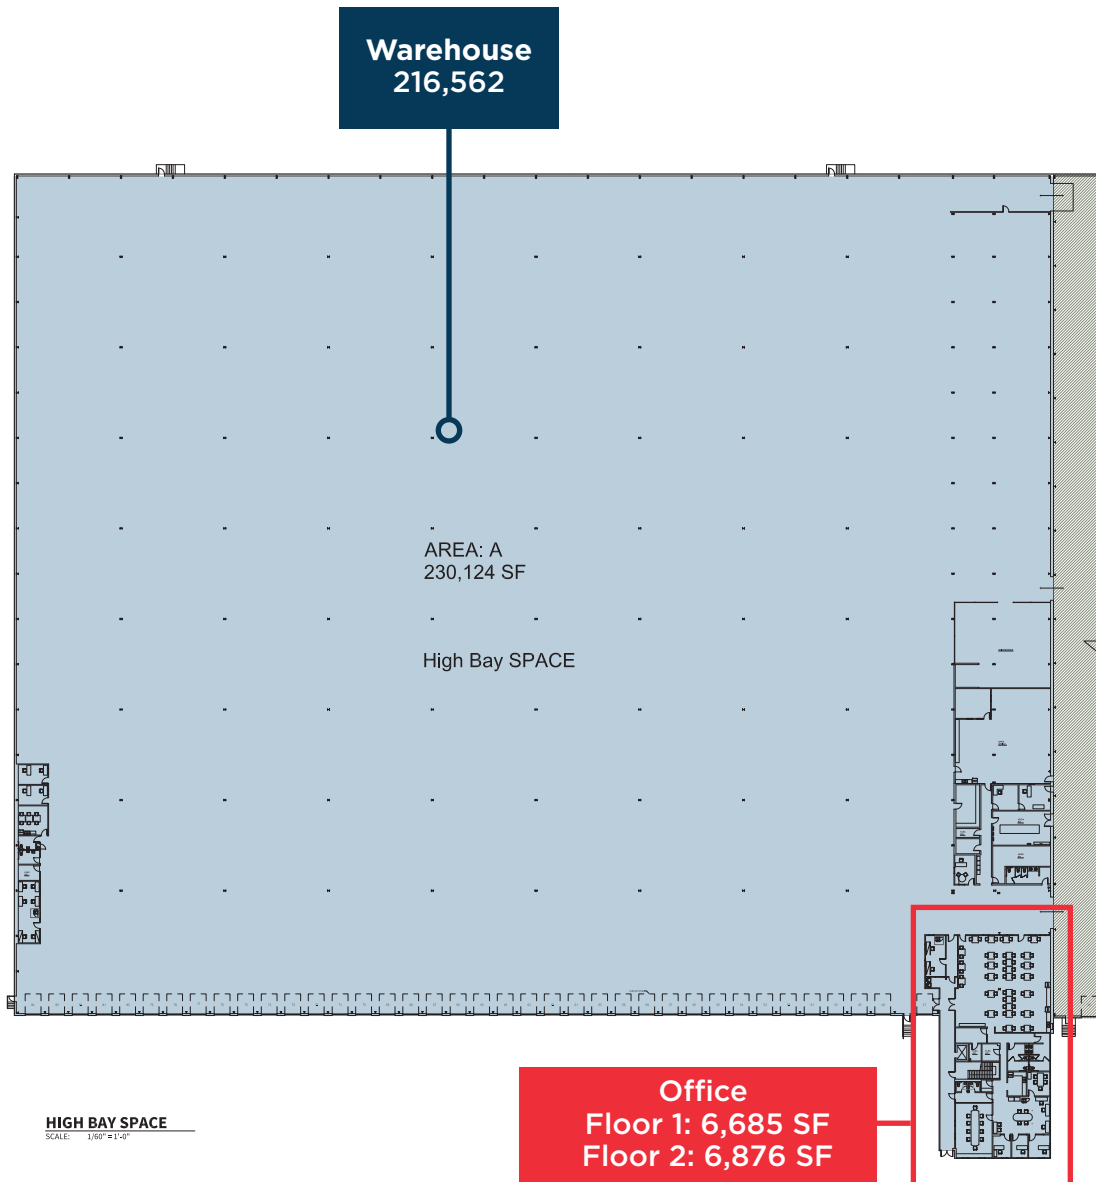 Warehouse
216,562
AREA: A
230,124 SF
High Bay SPACE
Office
Floor 1: 6,685 SF
Floor 2: 6,876 SF
HIGH BAY SPACE
SCALE: 1/60" = 1'-0"